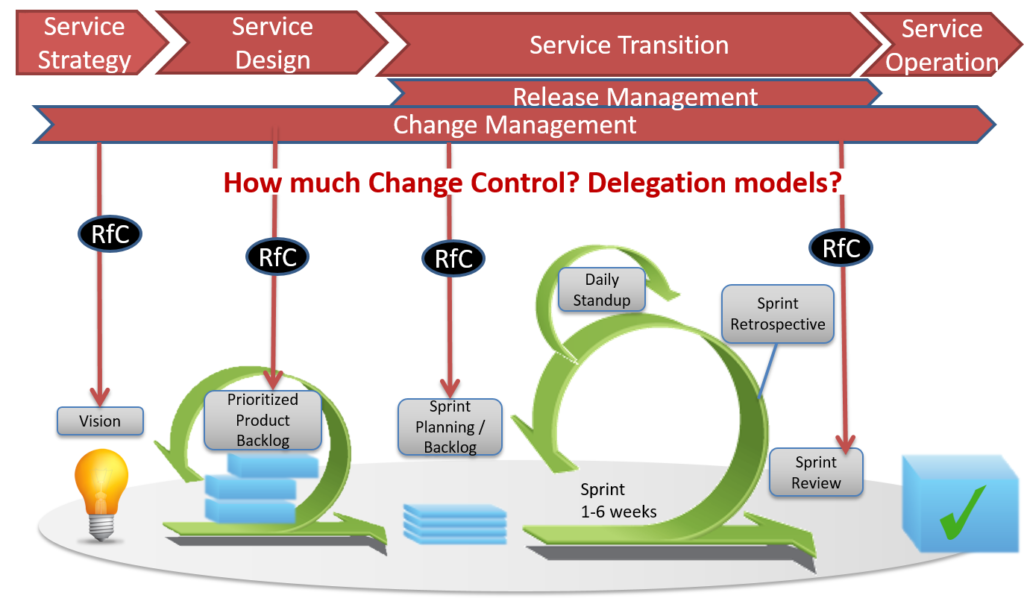 Service
Strategy
Service
Design
Service Transition
Service
Operation
Release Management
Change Management
How much Change Control? Delegation models?
RfC
RfC
RfC
RfC
Daily
Standup
Sprint
Retrospective
Vision
Prioritized
Product
Backlog
Sprint
Planning /
Backlog
Sprint
Review
Sprint
1-6 weeks